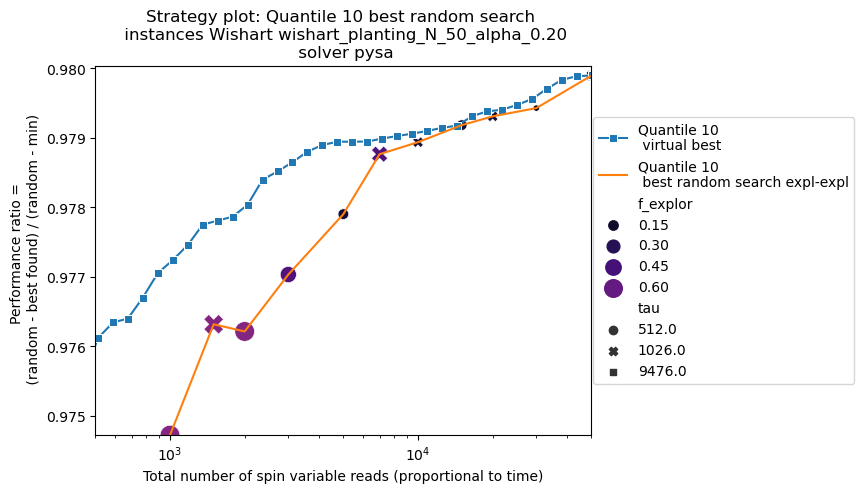 Strategy plot: Quantile 10 best random search
instances Wishart wishart_planting_N_50_alpha_0.20
solver pysa
Performance ratio =
(random - best found) / (random - min)
0.980
0.979
0.978
0.977
0.976
0.975
10³
10⁴
Total number of spin variable reads (proportional to time)
Quantile 10
virtual best
Quantile 10
best random search expl-expl
f_explor
0.15
0.30
0.45
0.60
tau
512.0
1026.0
9476.0